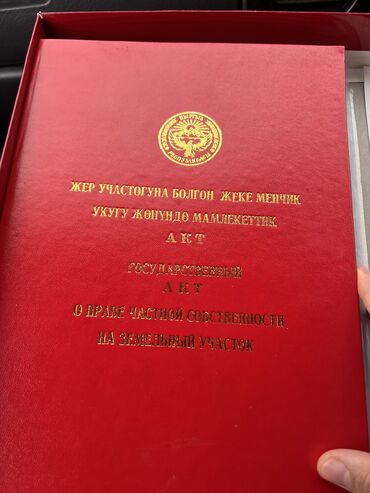 ЖЕР УЧАСТОГУНА БОЛГОН ЖЕКЕ МЕНЧИК
УКУГУ ЖӨНҮНДӨ МАМЛЕКЕТТИК
АКТ
ГОСУДАРСТВЕННЫЙ
АКТ
О ПРАВЕ ЧАСТНОЙ СОБСТВЕННОСТИ
НА ЗЕМЕЛЬНЫЙ УЧАСТОК